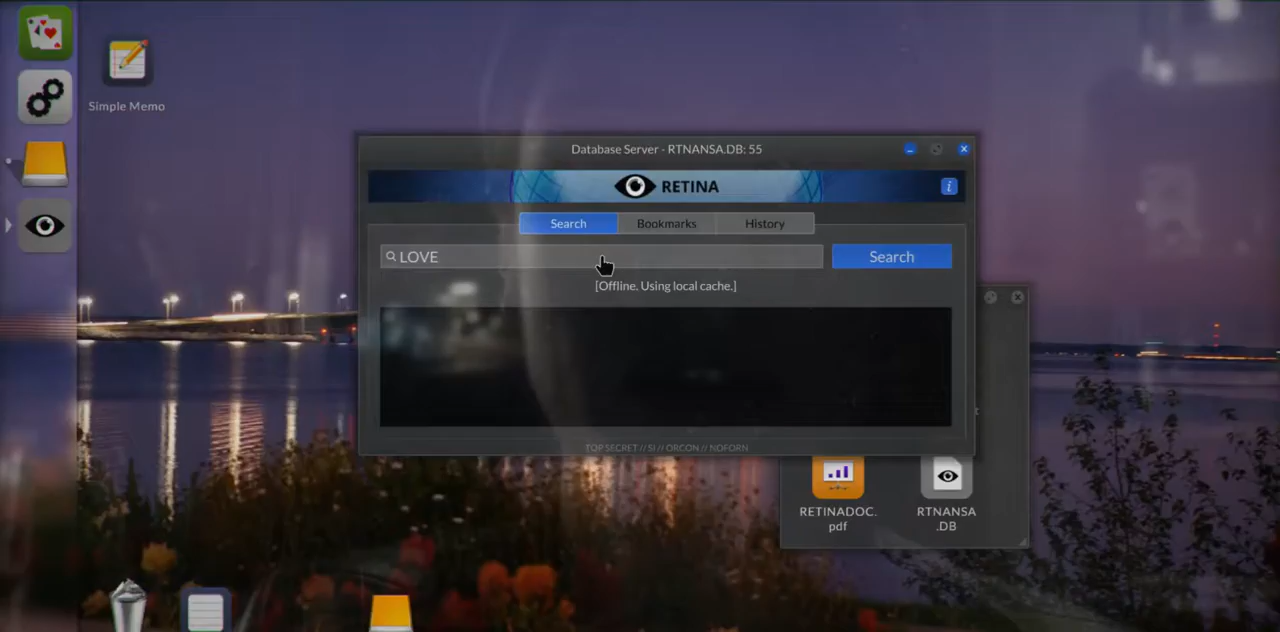 Simple Memo
Database Server - RTNANSA.DB: 55
RETINA
i
Search
Bookmarks
History
LOVE
Search
[Offline. Using local cache.]
t
TOP SECRET // SI // ORCON // NOFORN
RETINADOC.
pdf
RTNANSA
.DB